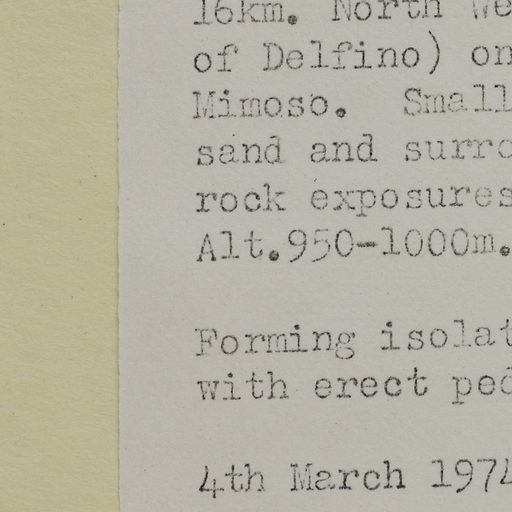 16km. North We
of Delfino) on
Mimoso. Small
sand and surro
rock exposures
Alt.950-1000m.
Forming isolat
with erect ped
4th March 1974